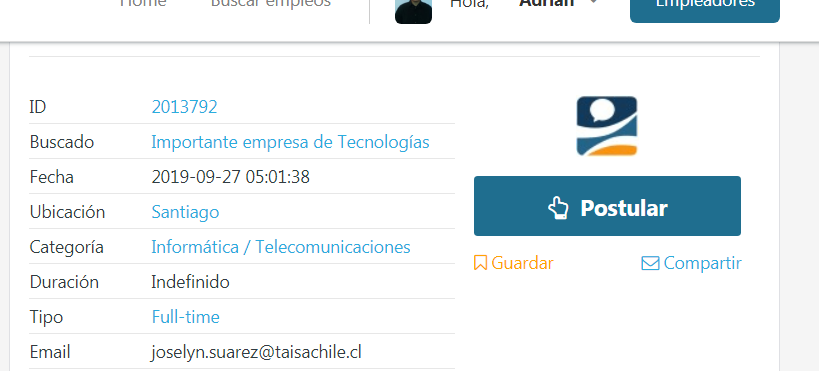 Home Buscar empleos Hola, Adrian Empleadores
ID 2013792
Buscado Importante empresa de Tecnologías
Fecha 2019-09-27 05:01:38
Ubicación Santiago
Categoría Informática / Telecomunicaciones
Duración Indefinido
Tipo Full-time
Email joselyn.suarez@taisachile.cl
Postular
Guardar Compartir